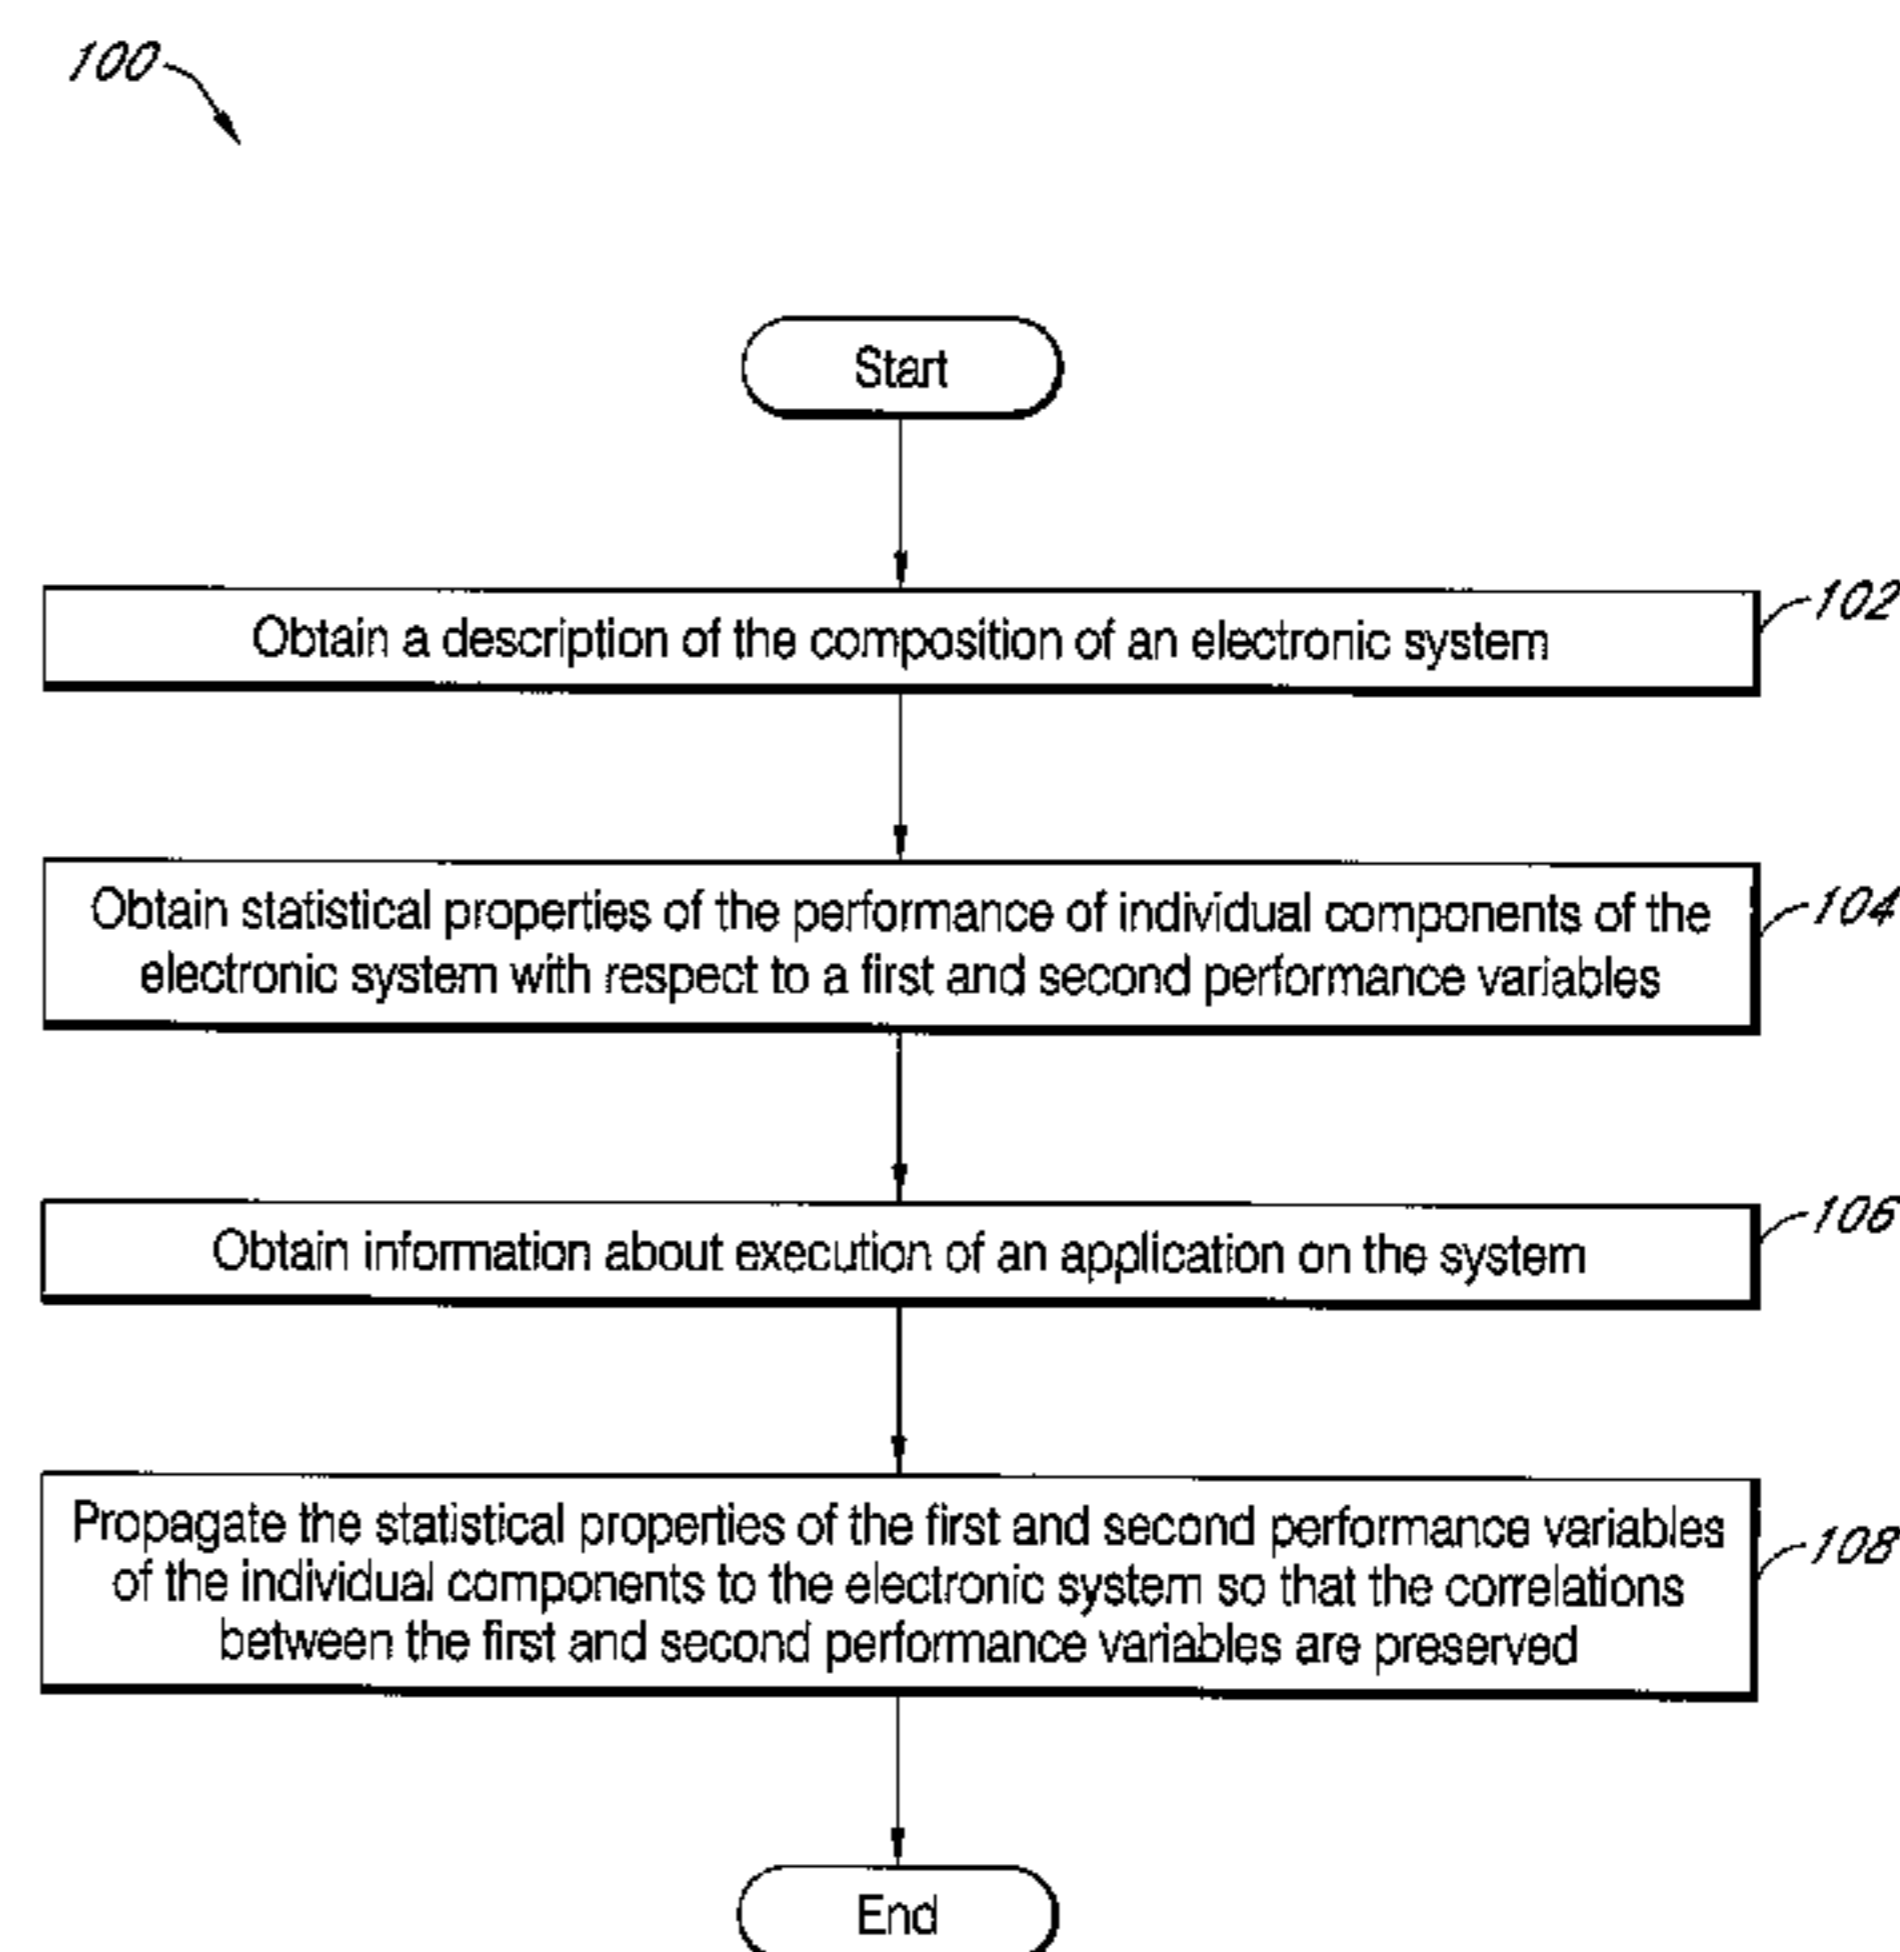 100
Start
Obtain a description of the composition of an electronic system
102
Obtain statistical properties of the performance of individual components of the
electronic system with respect to a first and second performance variables
104
Obtain information about execution of an application on the system
106
Propagate the statistical properties of the first and second performance variables
of the individual components to the electronic system so that the correlations
between the first and second performance variables are preserved
108
End